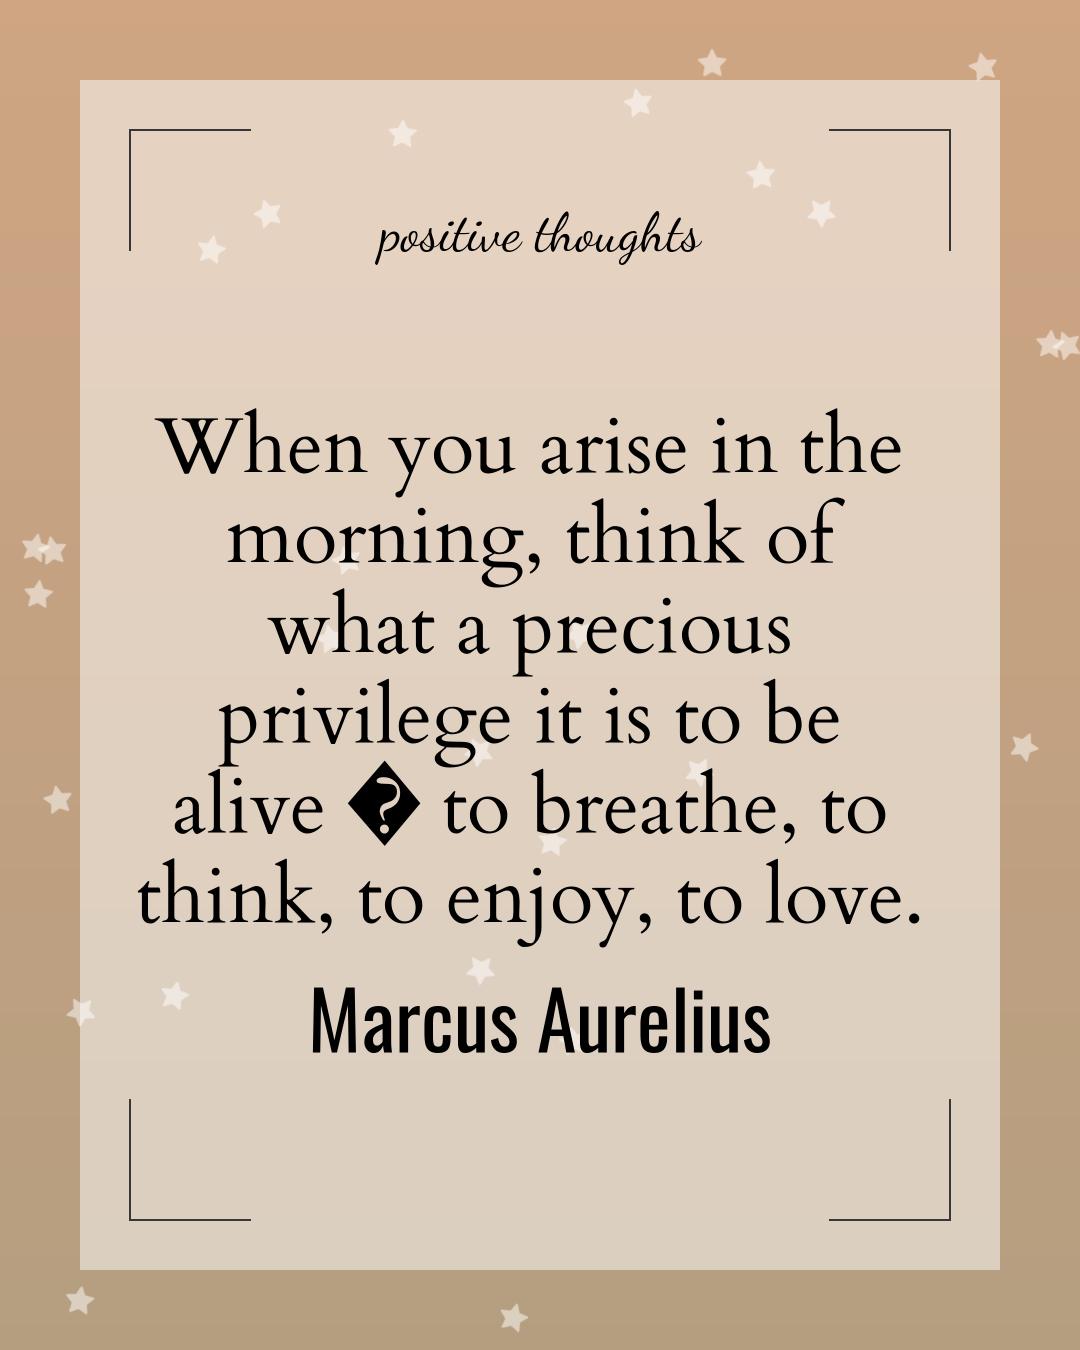 positive thoughts
When you arise in the
morning, think of
what a precious
privilege it is to be
alive � to breathe, to
think, to enjoy, to love.
Marcus Aurelius